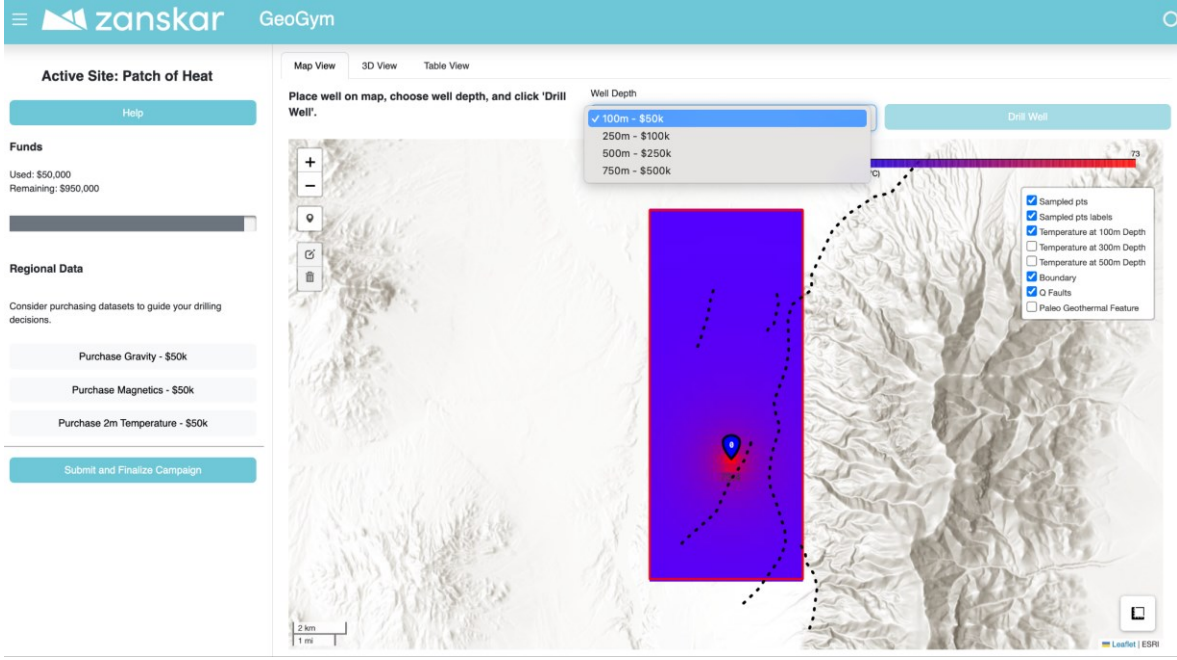 zanskar GeoGym
Active Site: Patch of Heat
Help
Funds
Used: $50,000
Remaining: $950,000
Regional Data
Consider purchasing datasets to guide your drilling
decisions.
Purchase Gravity - $50k
Purchase Magnetics - $50k
Purchase 2m Temperature - $50k
Submit and Finalize Campaign
Map View 3D View Table View
Place well on map, choose well depth, and click 'Drill
Well'.
Well Depth
✓ 100m - $50k
250m - $100k
500m - $250k
750m - $500k
Drill Well
73
°C)
+
−
Sampled pts
Sampled pts labels
Temperature at 100m Depth
Temperature at 300m Depth
Temperature at 500m Depth
Boundary
Q Faults
Paleo Geothermal Feature
0
2 km
1 mi
Leaflet | ESRI